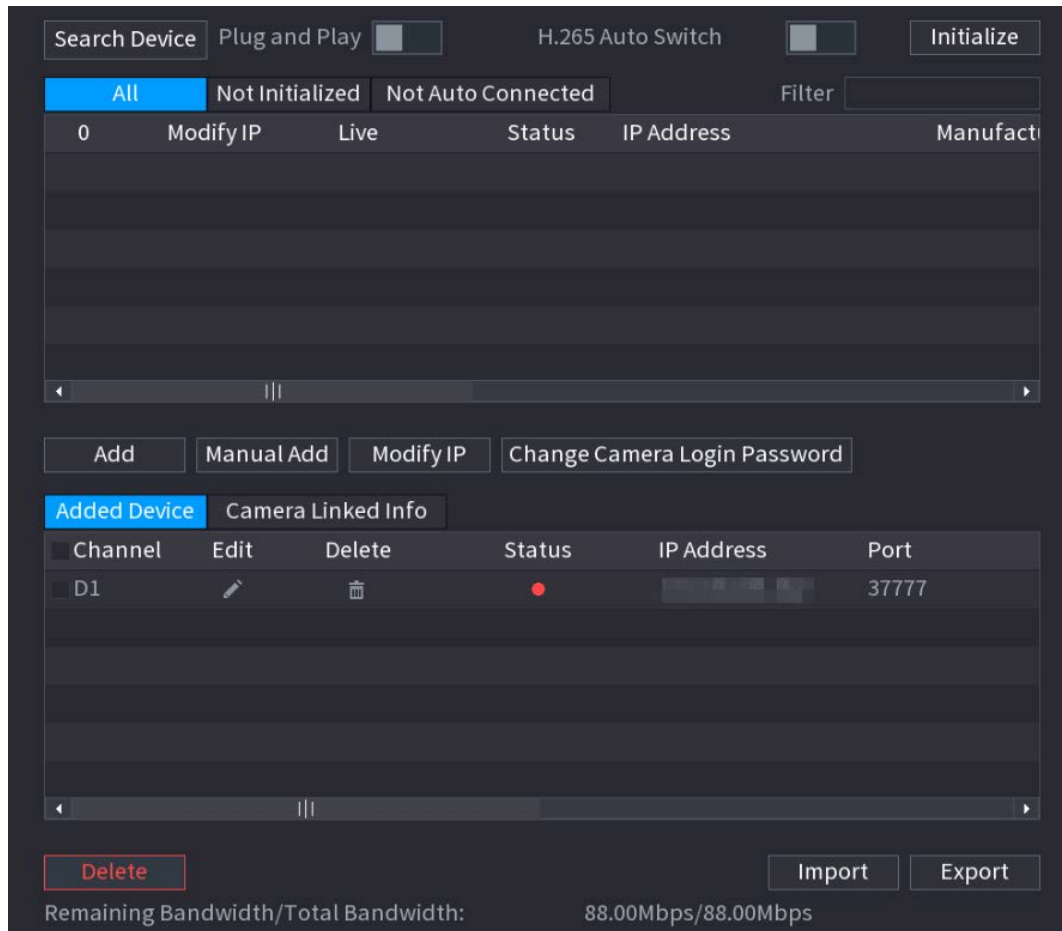 Search Device Plug and Play H.265 Auto Switch Initialize
All Not Initialized Not Auto Connected Filter
0 Modify IP Live Status IP Address Manufact
Add Manual Add Modify IP Change Camera Login Password
Added Device Camera Linked Info
Channel Edit Delete Status IP Address Port
D1 37777
Delete Import Export
Remaining Bandwidth/Total Bandwidth: 88.00Mbps/88.00Mbps